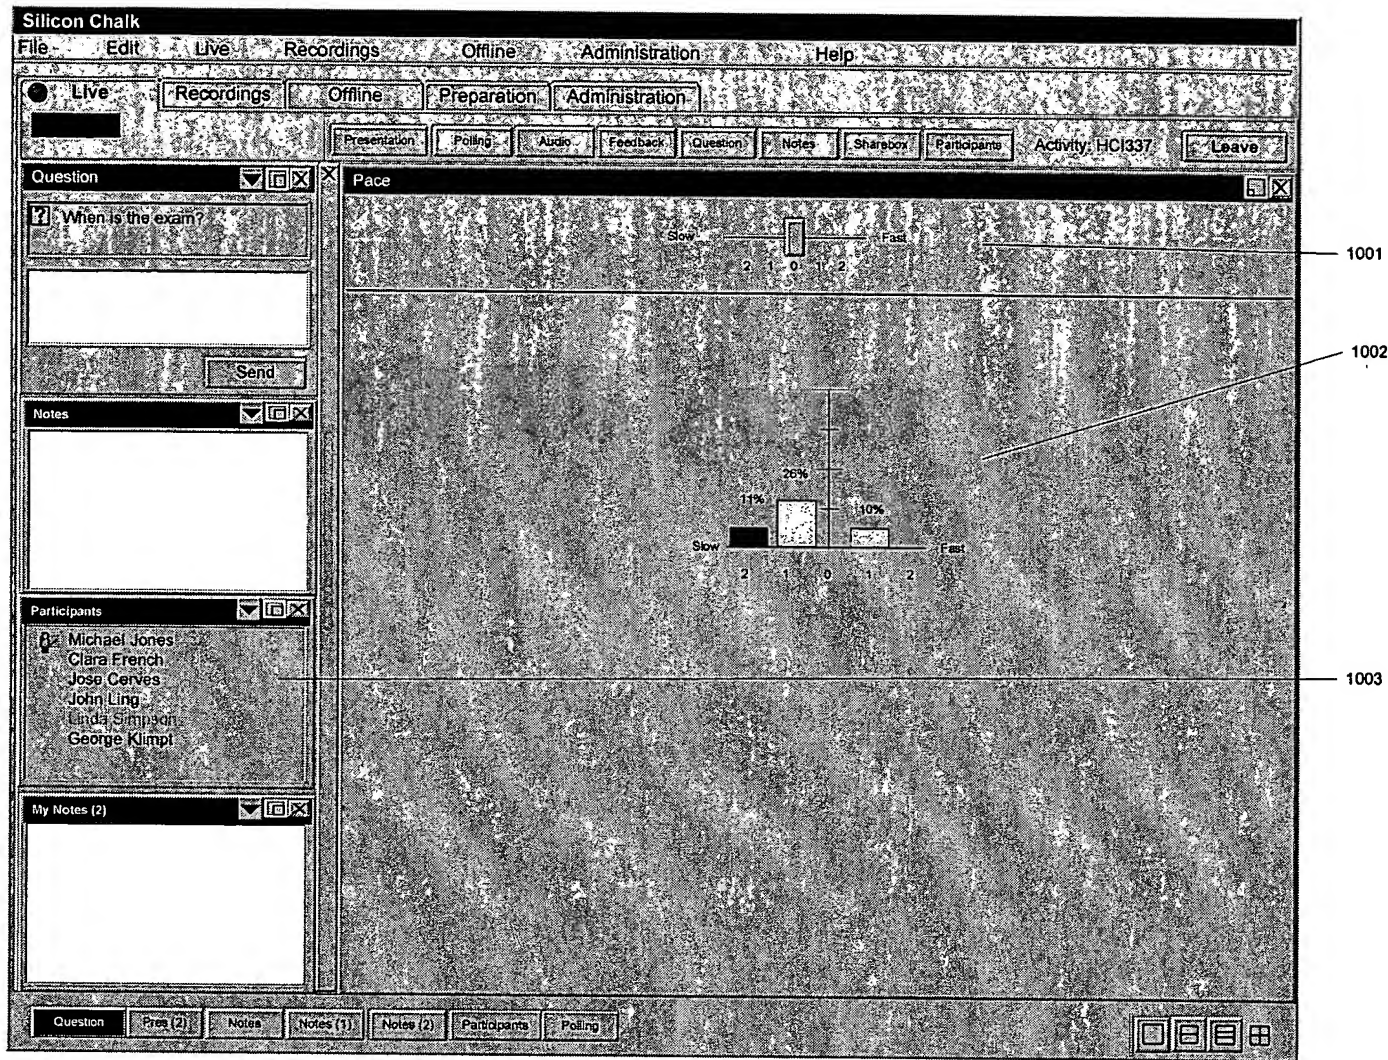 Silicon Chalk
File Edit Live Recordings Offline Administration Help
Live Recordings Offline Preparation Administration
Presentation Polling Audio Feedback Question Notes Sharebox Participants Activity: HCI337 Leave
Question
Pace
? When is the exam?
Slow Fast
2 1 0 1 2
1001
Send
1002
Notes
26%
11% 10%
Slow Fast
2 1 0 1 2
Participants
Michael Jones
Clara French
Jose Cerves
John Ling
Linda Simpson
George Klimpt
1003
My Notes (2)
Question Pres (2) Notes Notes (1) Notes (2) Participants Polling